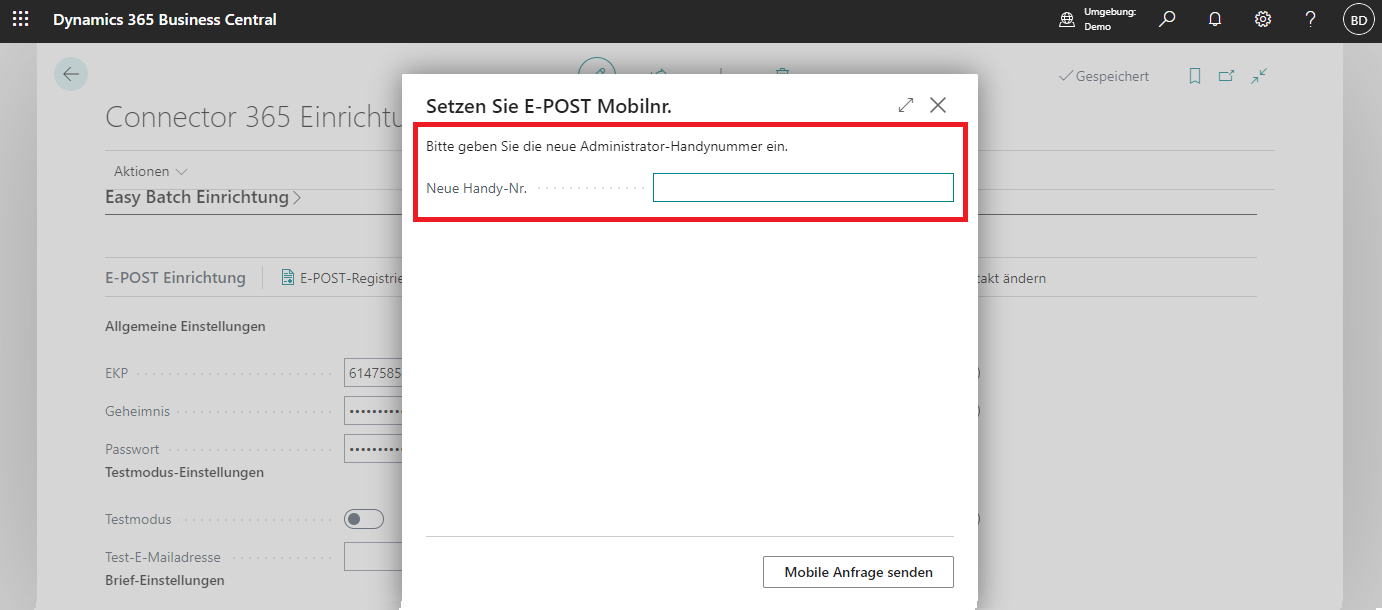 Dynamics 365 Business Central
Umgebung:
Demo
BD
Gespeichert
Connector 365 Einrichtu
Aktionen
Easy Batch Einrichtung
Setzen Sie E-POST Mobilnr.
Bitte geben Sie die neue Administrator-Handynummer ein.
Neue Handy-Nr.
E-POST Einrichtung
E-POST-Registrie
takt ändern
Allgemeine Einstellungen
EKP
6147585
Geheimnis
Passwort
Testmodus-Einstellungen
Testmodus
Test-E-Mailadresse
Brief-Einstellungen
Mobile Anfrage senden